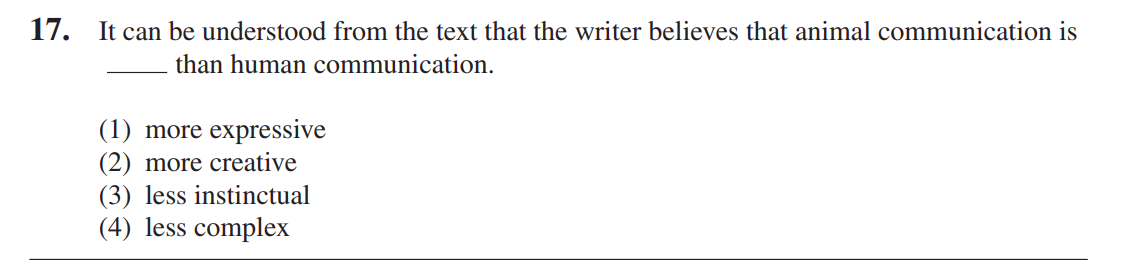 17. It can be understood from the text that the writer believes that animal communication is
_____ than human communication.
(1) more expressive
(2) more creative
(3) less instinctual
(4) less complex